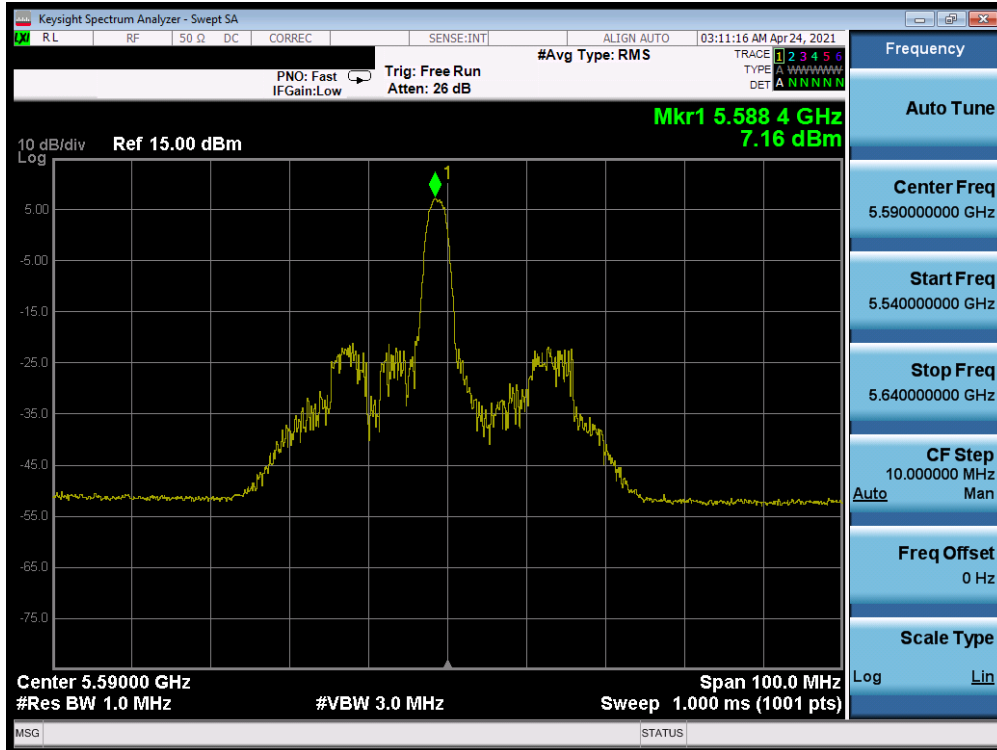 Keysight Spectrum Analyzer - Swept SA
LXI RL RF 50 Ω DC CORREC SENSE:INT ALIGN AUTO 03:11:16 AM Apr 24, 2021
#Avg Type: RMS TRACE 1 2 3 4 5 6
PNO: Fast Trig: Free Run TYPE A WWWWW
IFGain:Low Atten: 26 dB DET A N N N N N
Mkr1 5.588 4 GHz
7.16 dBm
10 dB/div Ref 15.00 dBm
Log
1
5.00
-5.00
-15.0
-25.0
-35.0
-45.0
-55.0
-65.0
-75.0
Center 5.59000 GHz Span 100.0 MHz
#Res BW 1.0 MHz #VBW 3.0 MHz Sweep 1.000 ms (1001 pts)
MSG STATUS
Frequency
Auto Tune
Center Freq
5.590000000 GHz
Start Freq
5.540000000 GHz
Stop Freq
5.640000000 GHz
CF Step
10.000000 MHz
Auto Man
Freq Offset
0 Hz
Scale Type
Log Lin